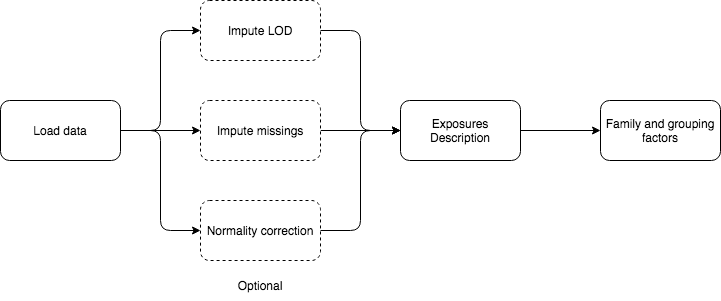 Impute LOD
Load data
Impute missings
Exposures
Description
Family and grouping
factors
Normality correction
Optional